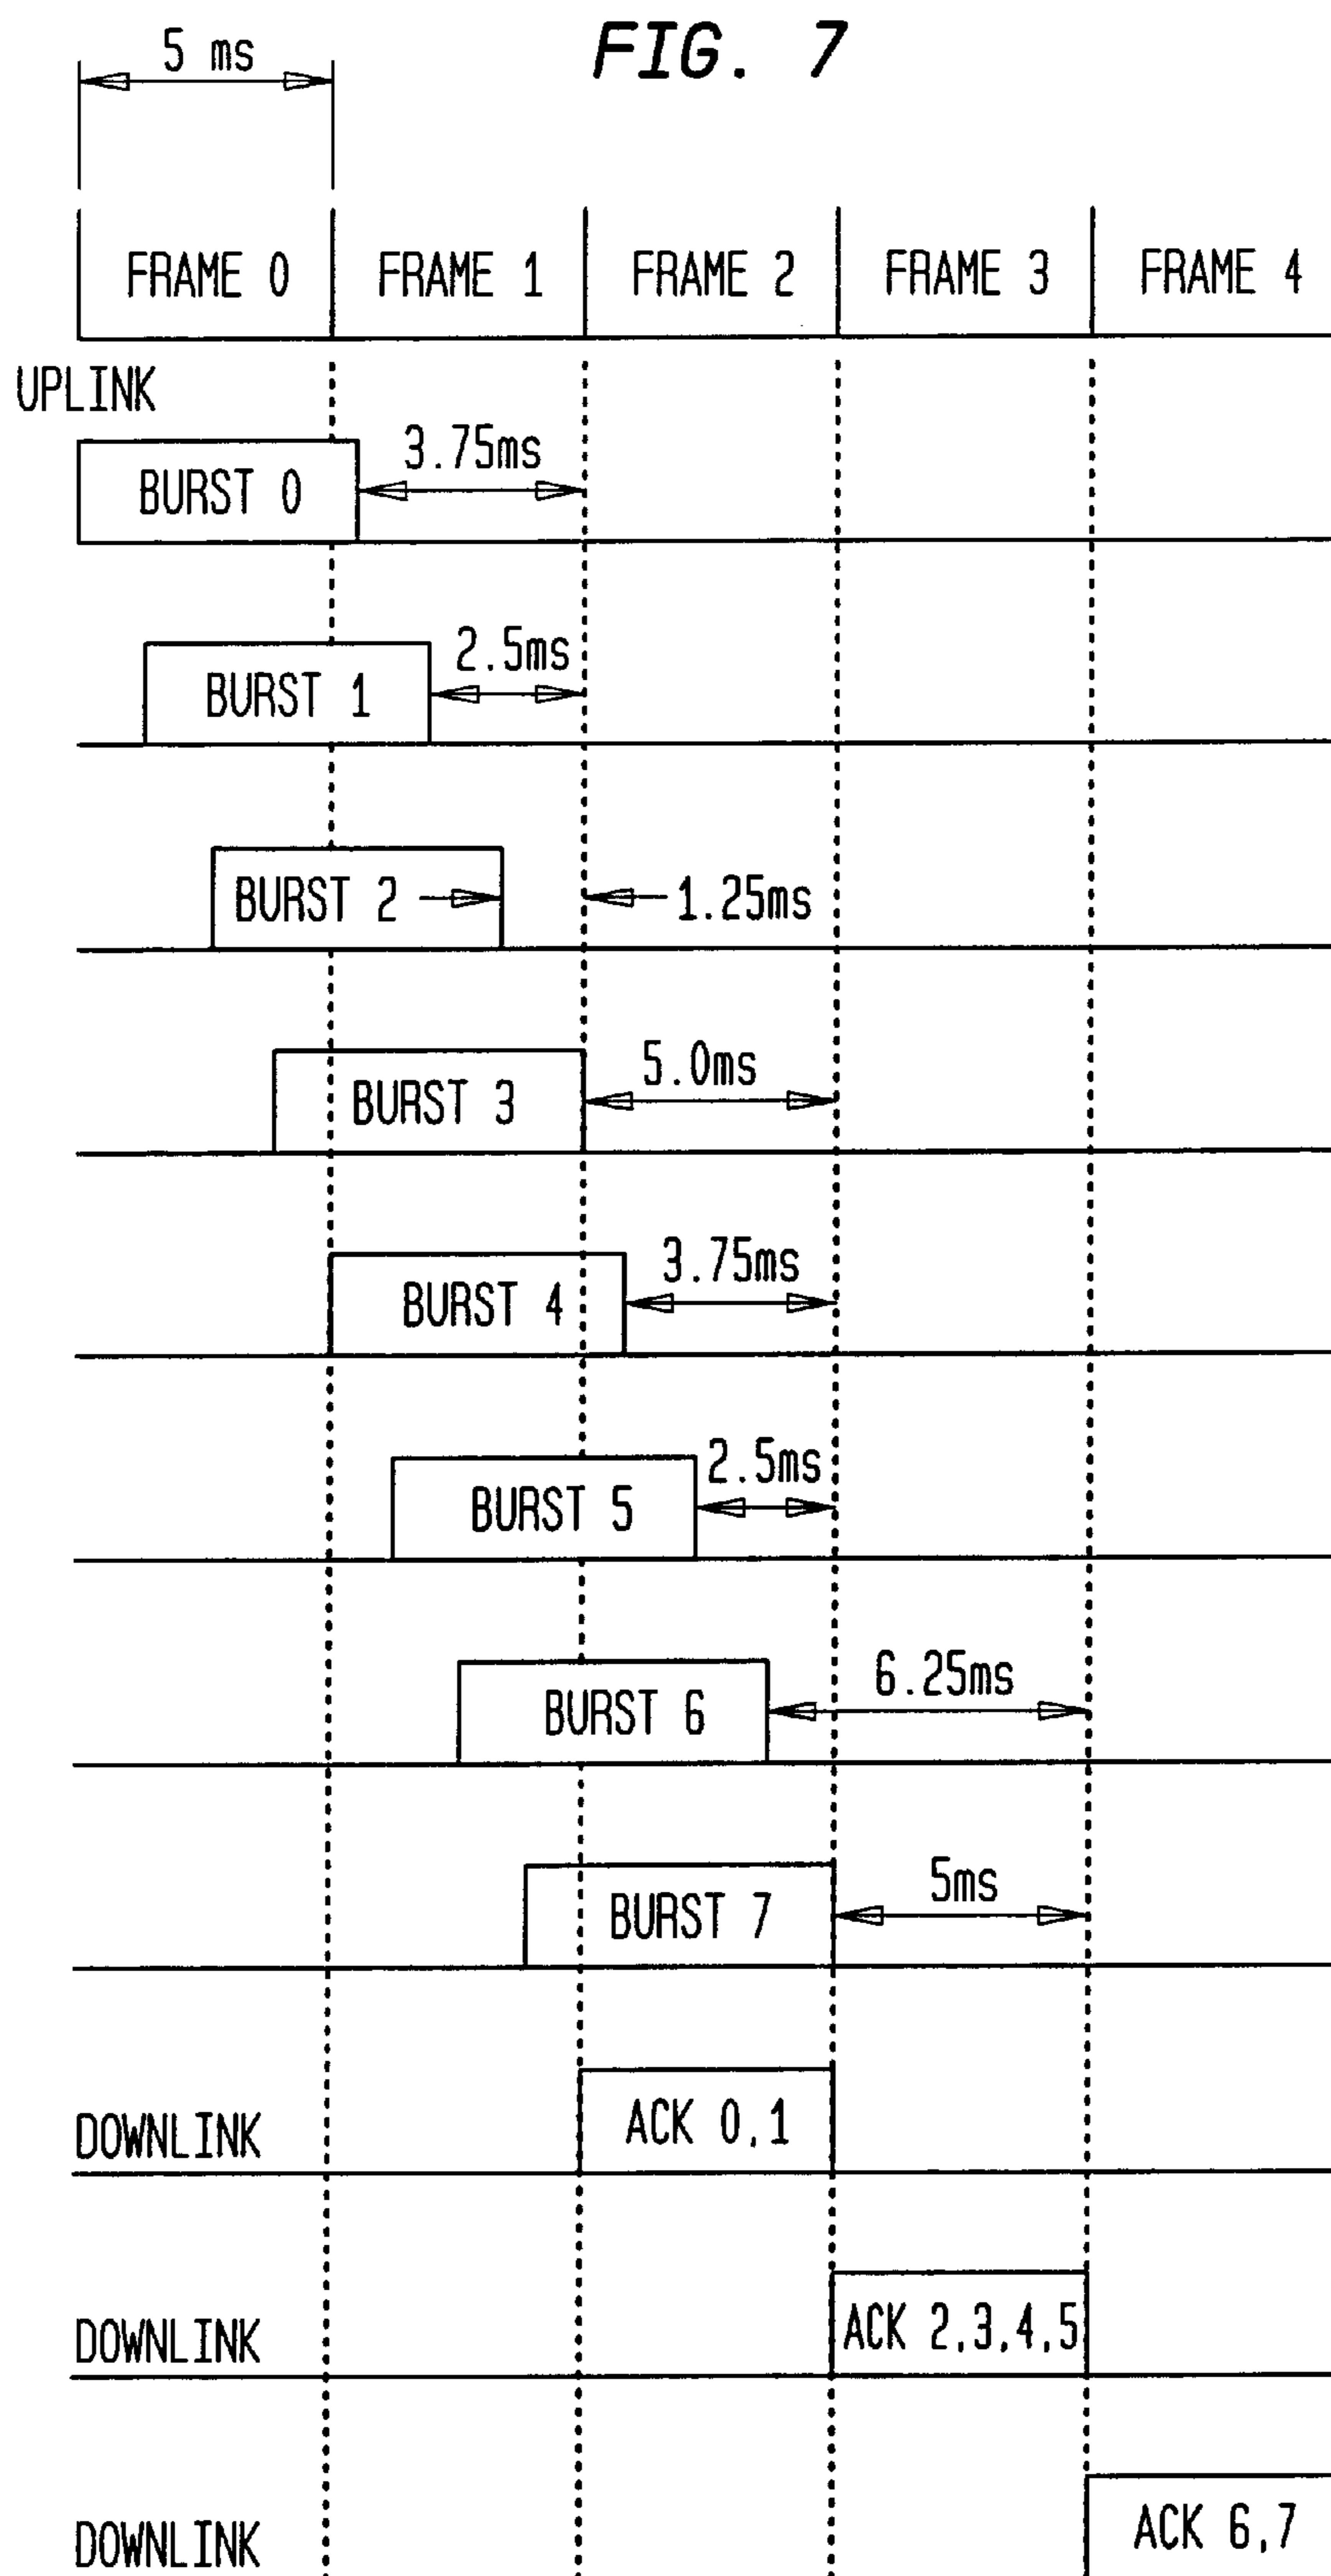 FIG. 7
5 ms
FRAME 0 FRAME 1 FRAME 2 FRAME 3 FRAME 4
UPLINK
BURST 0 3.75ms
BURST 1 2.5ms
BURST 2 1.25ms
BURST 3 5.0ms
BURST 4 3.75ms
BURST 5 2.5ms
BURST 6 6.25ms
BURST 7 5ms
DOWNLINK ACK 0,1
DOWNLINK ACK 2,3,4,5
DOWNLINK ACK 6,7